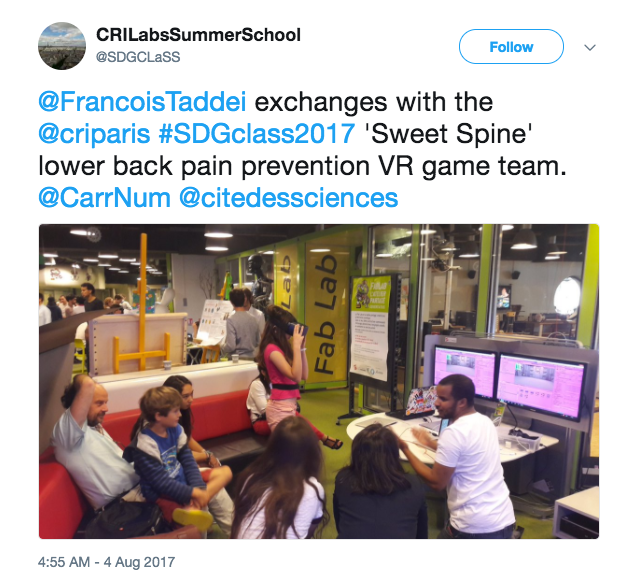 CRILabsSummerSchool
@SDGCLaSS
Follow
@FrancoisTaddei exchanges with the
@criparis #SDGclass2017 'Sweet Spine'
lower back pain prevention VR game team.
@CarrNum @citedessciences
Lab
Fab Lab
4:55 AM - 4 Aug 2017